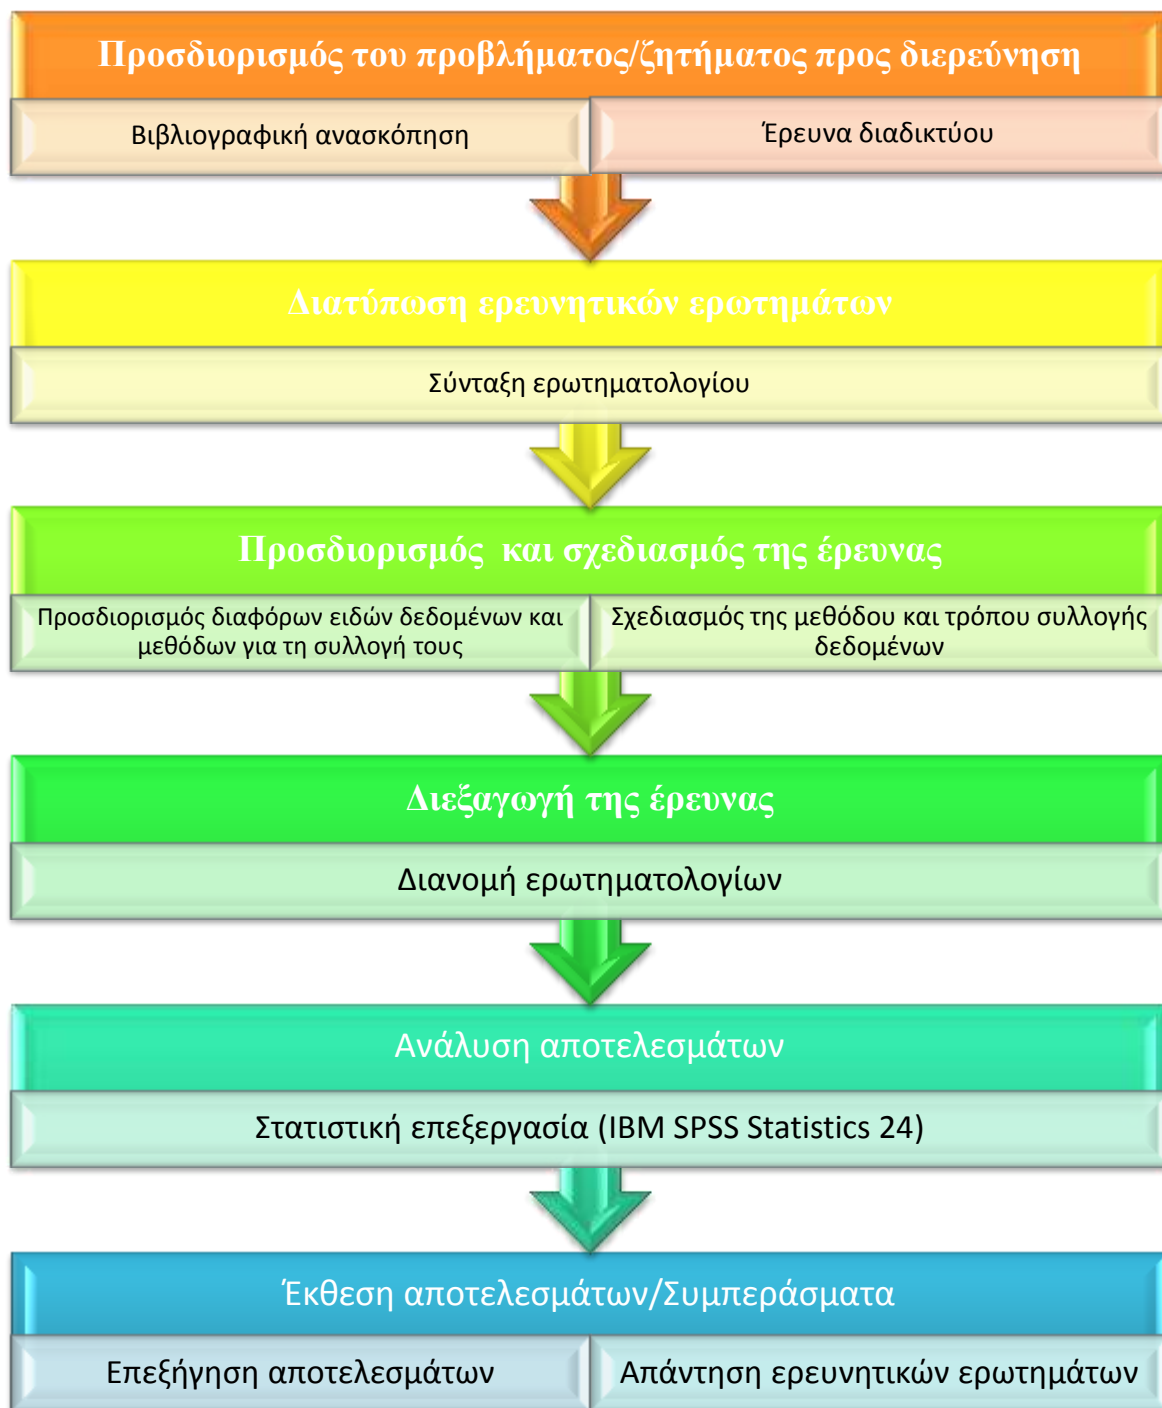 Προσδιορισμός του προβλήματος/ζητήματος προς διερεύνηση
Βιβλιογραφική ανασκόπηση
Έρευνα διαδικτύου
Διατύπωση ερευνητικών ερωτημάτων
Σύνταξη ερωτηματολογίου
Προσδιορισμός και σχεδιασμός της έρευνας
Προσδιορισμός διαφόρων ειδών δεδομένων και
μεθόδων για τη συλλογή τους
Σχεδιασμός της μεθόδου και τρόπου συλλογής
δεδομένων
Διεξαγωγή της έρευνας
Διανομή ερωτηματολογίων
Ανάλυση αποτελεσμάτων
Στατιστική επεξεργασία (IBM SPSS Statistics 24)
Έκθεση αποτελεσμάτων/Συμπεράσματα
Επεξήγηση αποτελεσμάτων
Απάντηση ερευνητικών ερωτημάτων